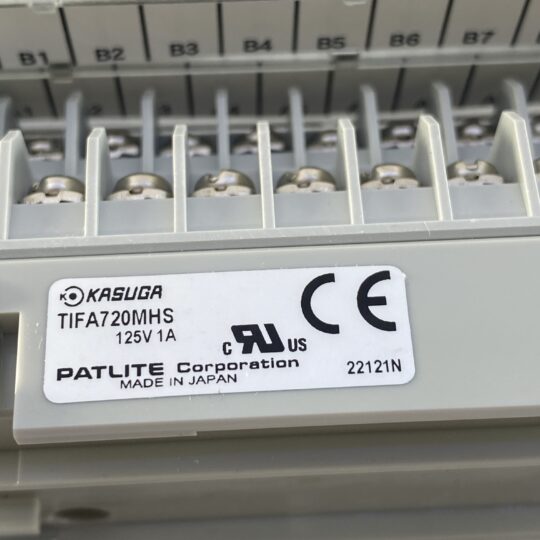 B1 B2 B3 B4 B5 B6 B7
KASUGA
TIFA720MHS
125V 1A
c RU US
PATLITE Corporation
MADE IN JAPAN
22121N
CE